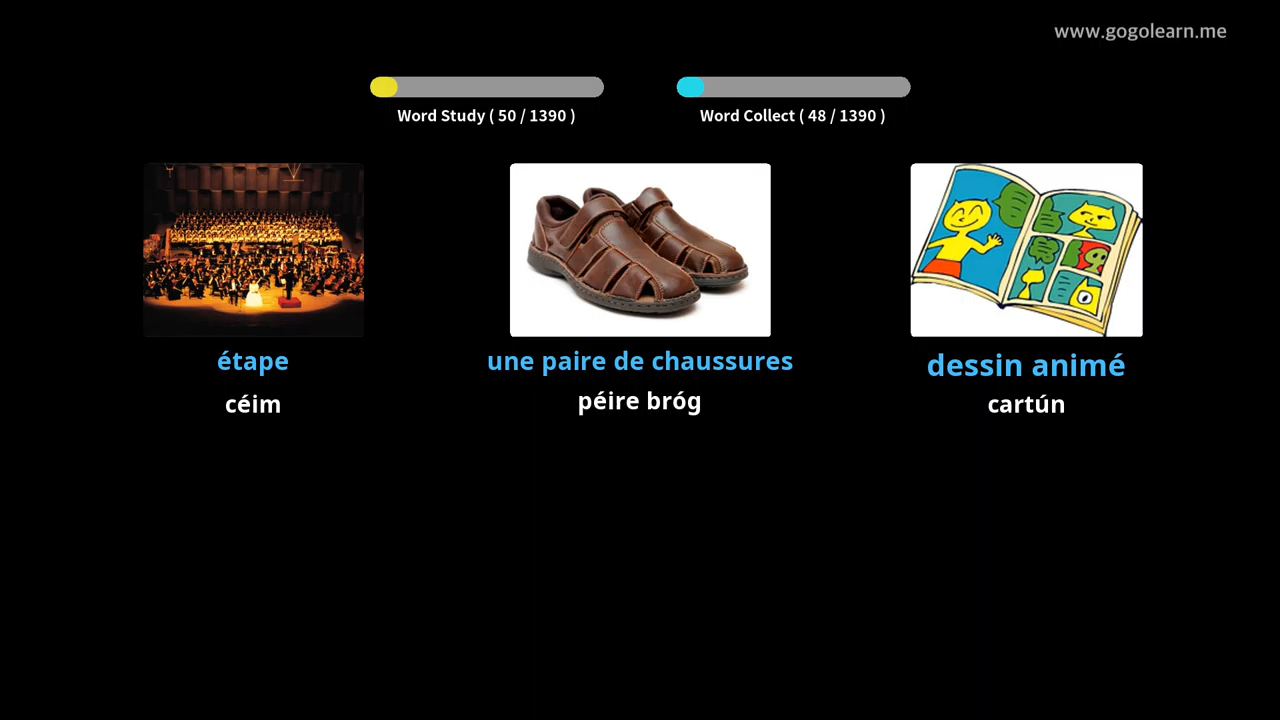 www.gogolearn.me
Word Study ( 50 / 1390 )
Word Collect ( 48 / 1390 )
étape
une paire de chaussures
dessin animé
céim
péire bróg
cartún